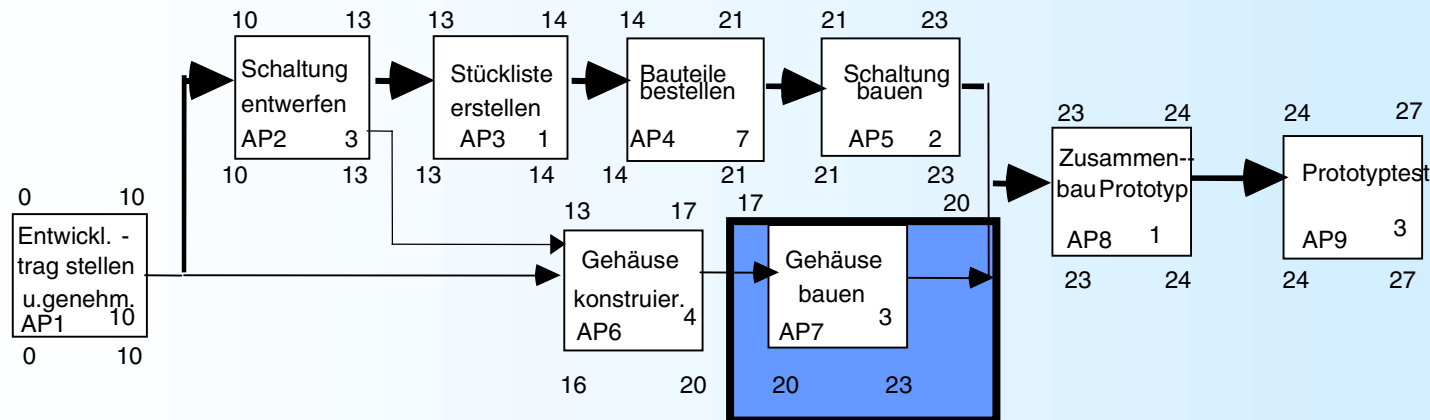 10 13 13 14 14 21 21 23
Schaltung
entwerfen
AP2 3
Stückliste
erstellen
AP3 1
Bauteile
bestellen
AP4 7
Schaltung
bauen
AP5 2
10 13 13 14 14 21 21 23
0 10
Entwickl. -
trag stellen
u.genehm.
AP1 10
0 10
13 17
Gehäuse
konstruier.
AP6 4
16 20
17 20
Gehäuse
bauen
AP7 3
20 23
23 24
Zusammen--
bau Prototyp
AP8 1
23 24
24 27
Prototyptest
AP9 3
24 27